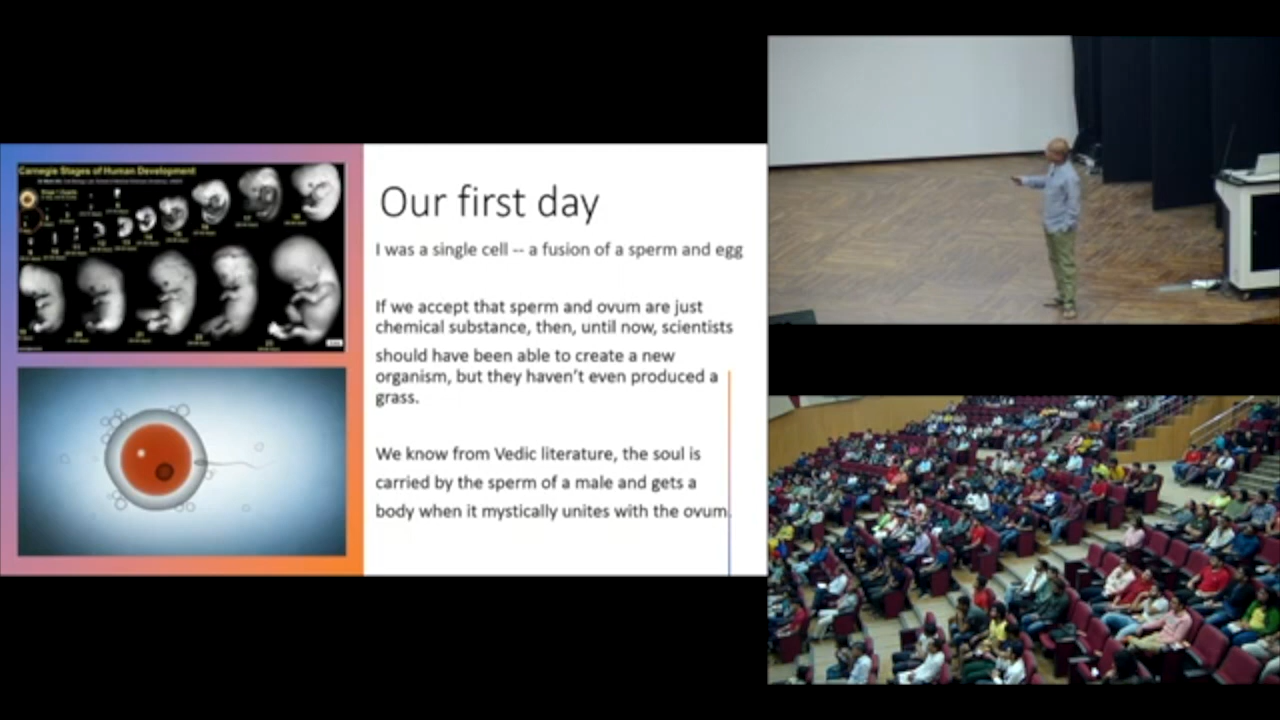 Carnegie Stages of Human Development
Our first day
I was a single cell -- a fusion of a sperm and egg
If we accept that sperm and ovum are just
chemical substance, then, until now, scientists
should have been able to create a new
organism, but they haven't even produced a
grass.
We know from Vedic literature, the soul is
carried by the sperm of a male and gets a
body when it mystically unites with the ovum.